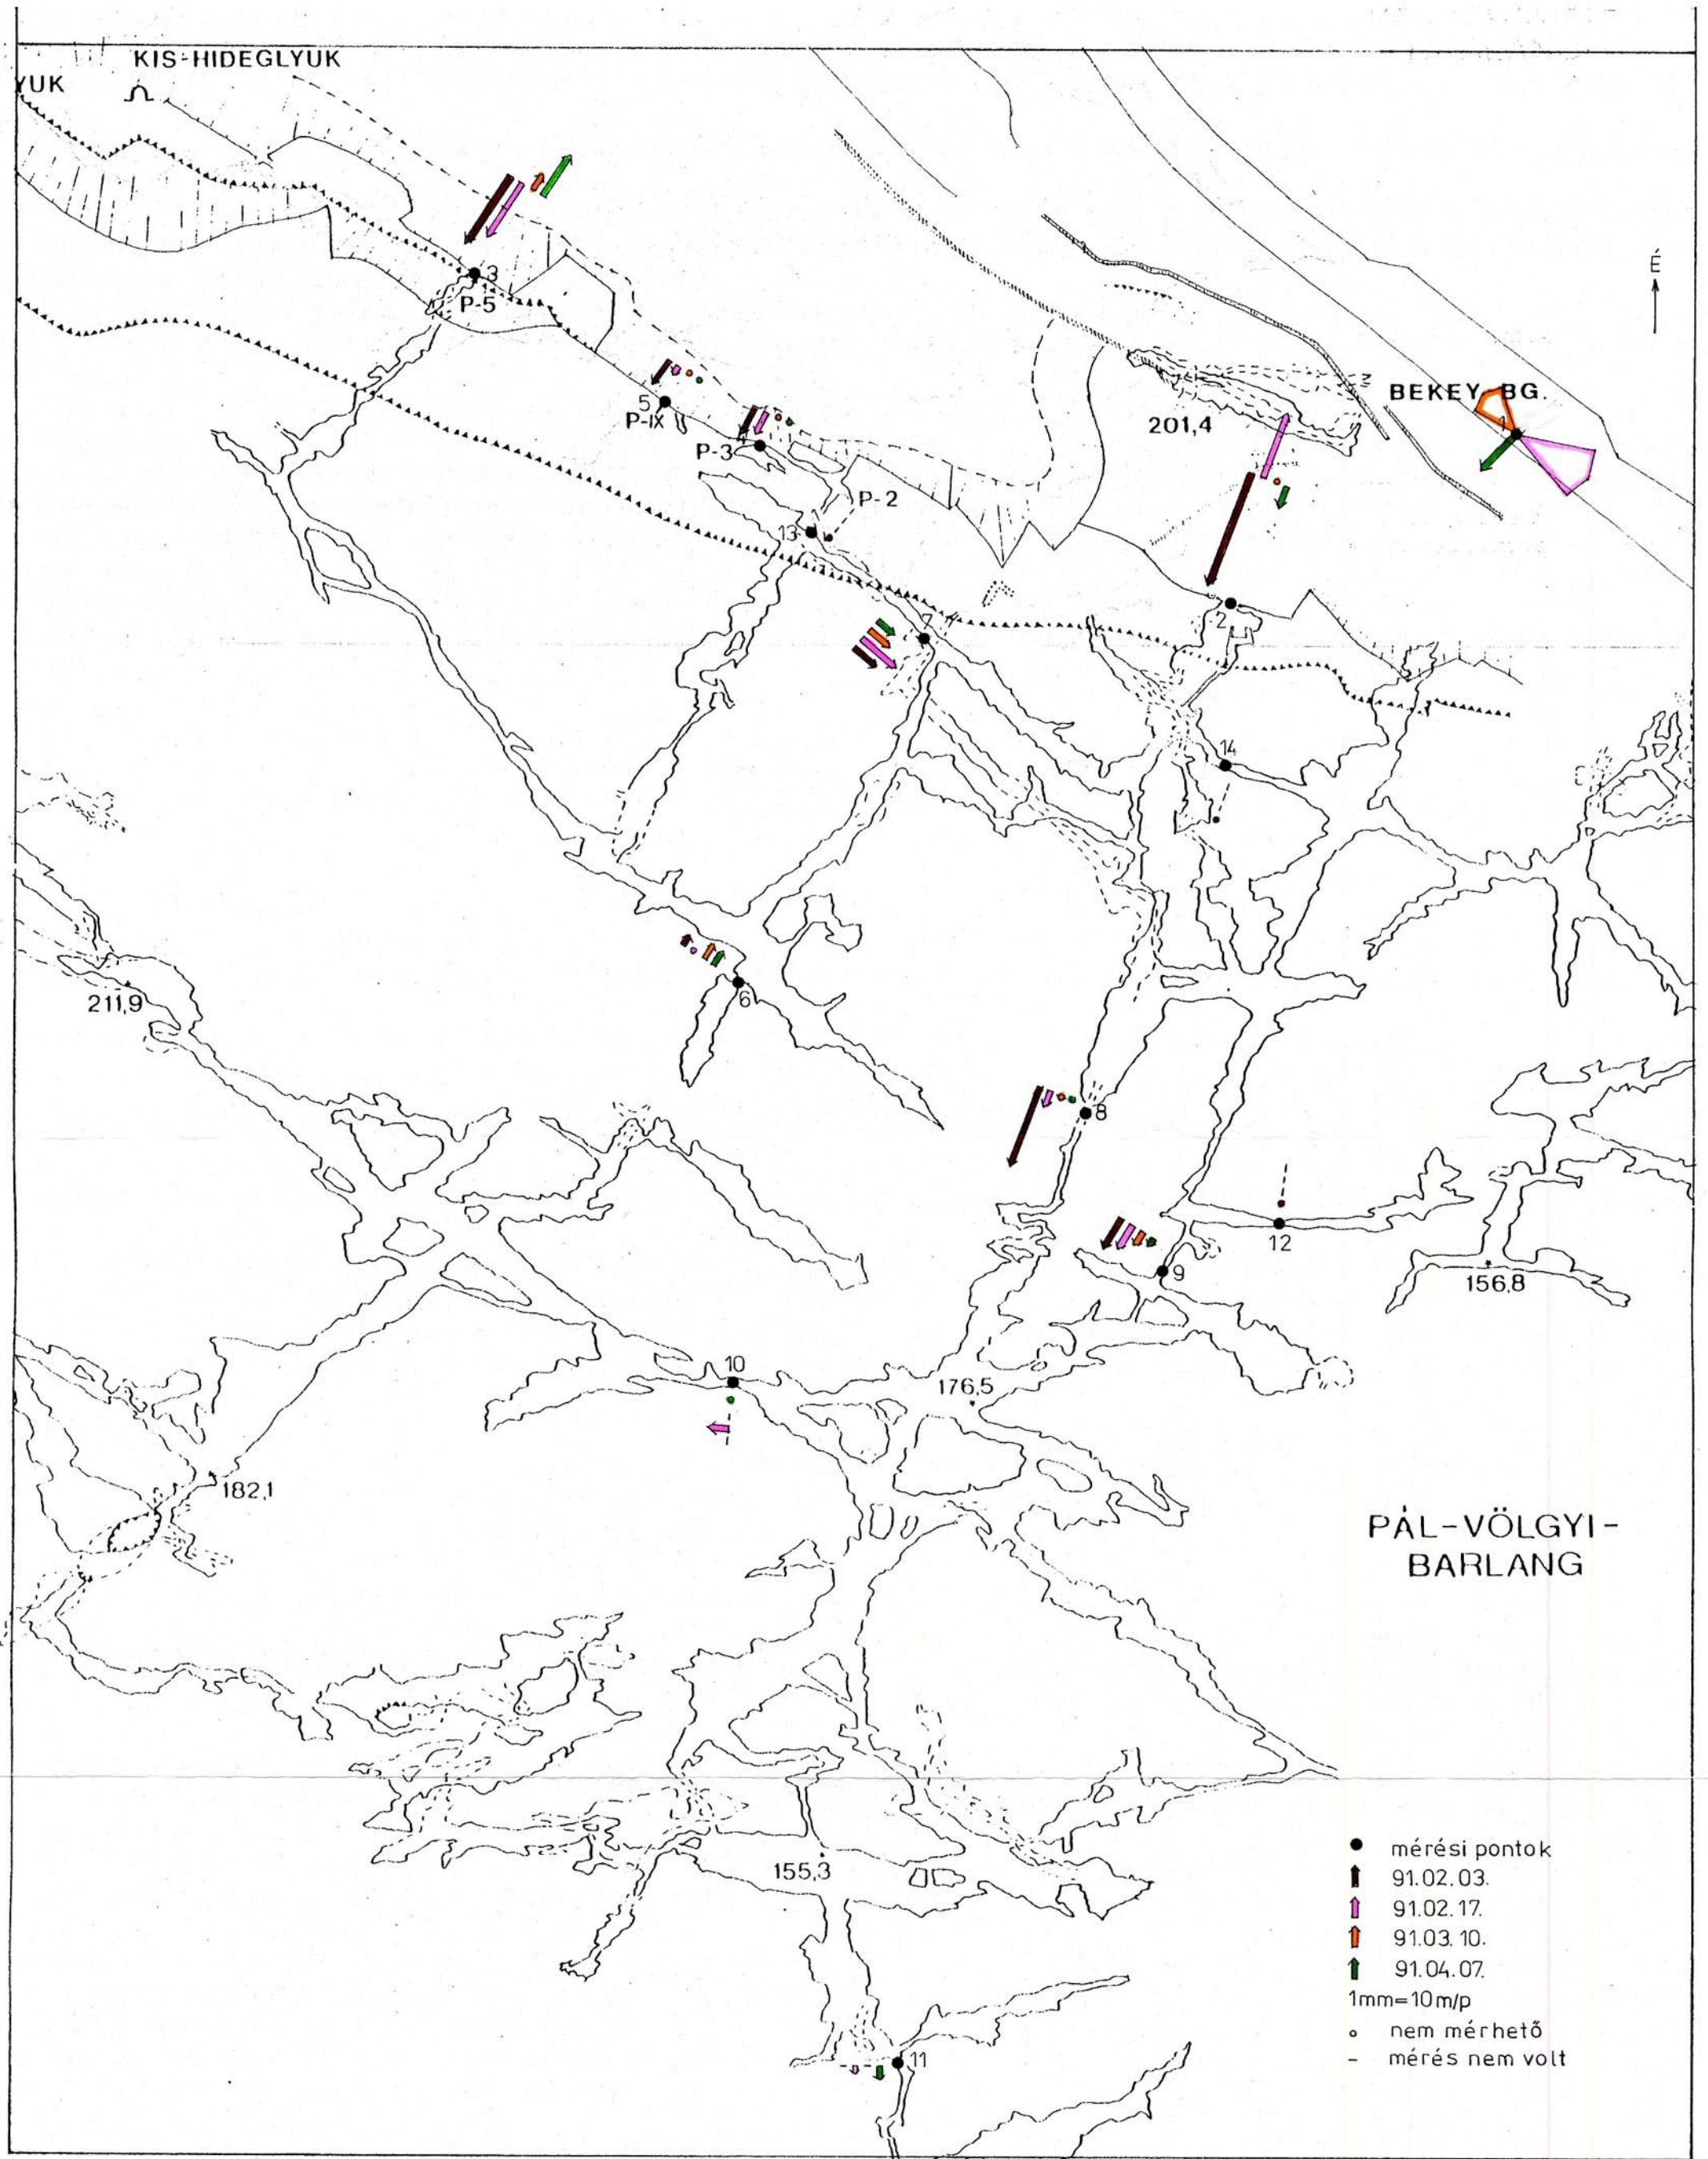 KIS-HIDEGLYUK
YUK
É
3
P-5
BEKEY BG.
1
201,4
5
P-IX
4
P-3
P-2
13
2
7
14
6
211,9
8
12
9
156,8
10
176,5
182,1
PÁL-VÖLGYI-
BARLANG
155,3
mérési pontok
91.02.03.
91.02.17.
91.03.10.
91.04.07.
1mm=10m/p
nem mérhető
– mérés nem volt
11